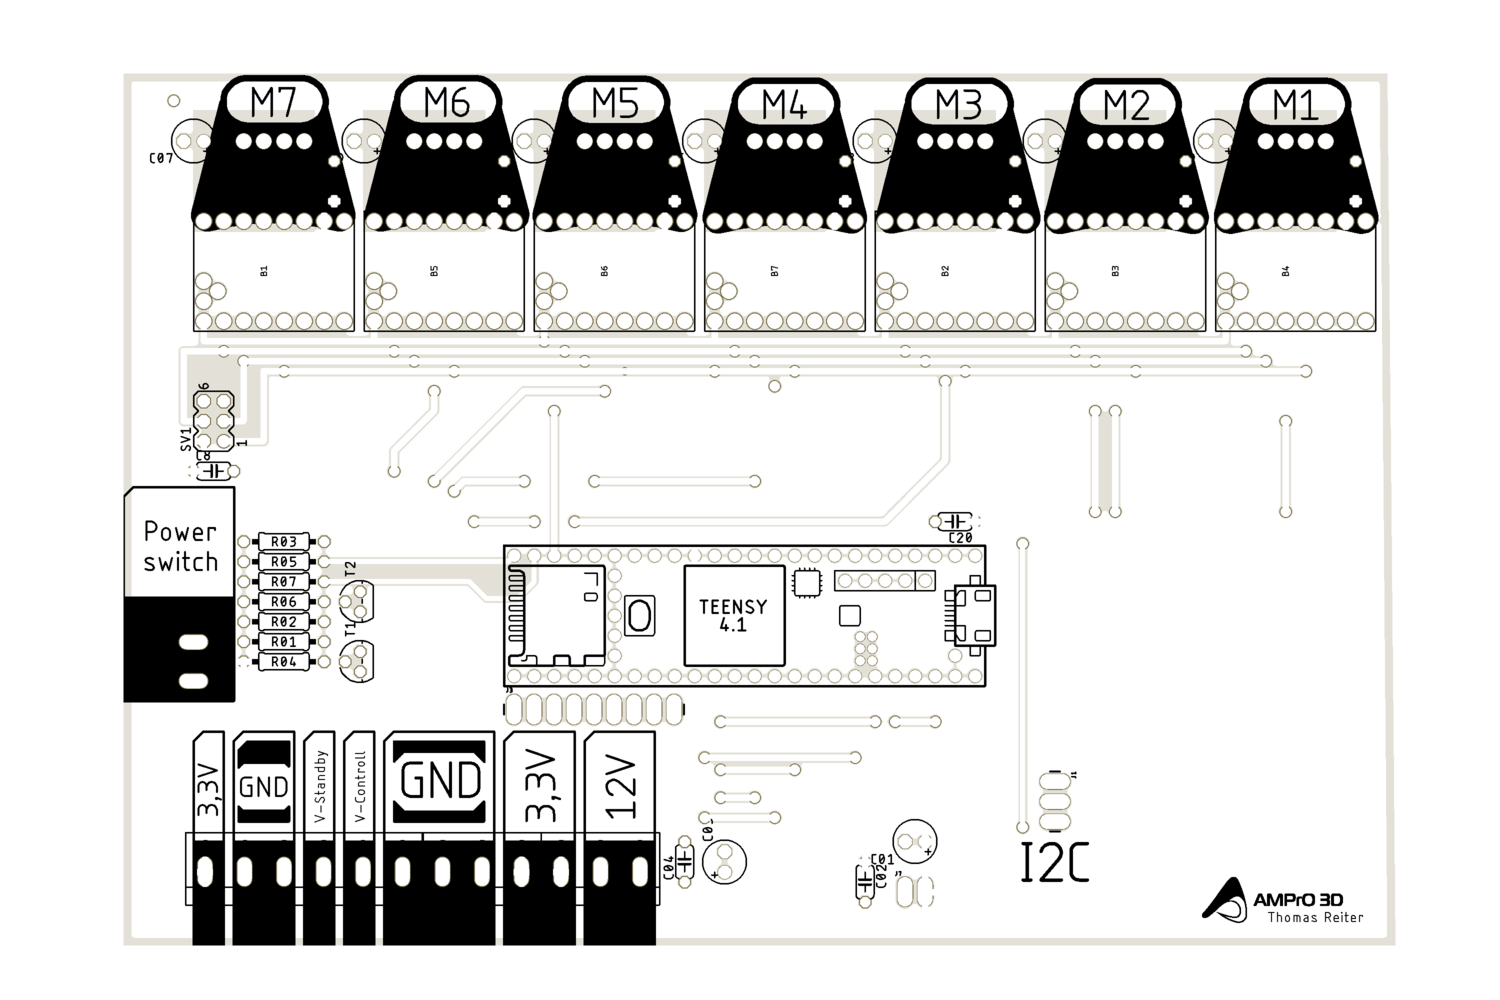 M7 M6 M5 M4 M3 M2 M1
C07
B1 B5 B6 B7 B2 B3 B4
6
SV1
1
C8
Power
switch
R03
R05
R07
R06
R02
R01
R04
T2
T1
C20
TEENSY
4.1
3,3V
GND
V-Standby
V-Controll
GND
3,3V
12V
C04
C01
C02
J1
I2C
AMPrO 3D
Thomas Reiter